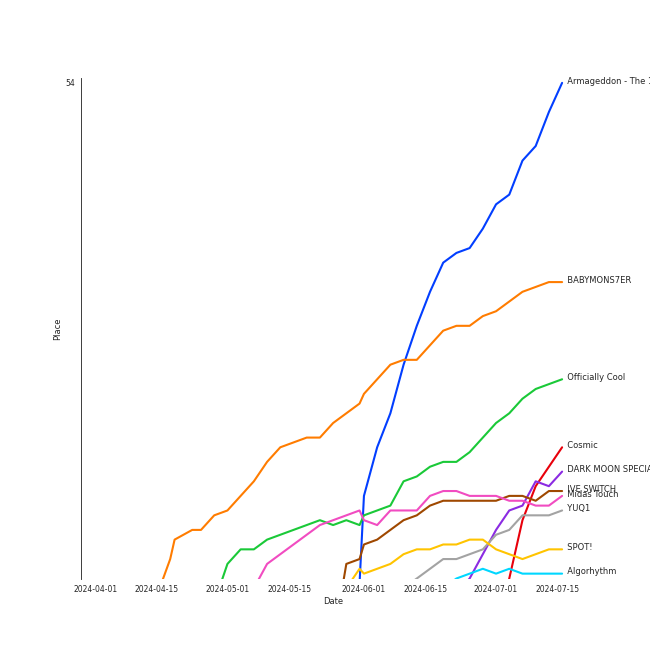 54
Armageddon - The
BABYMONS7ER
Place
Officially Cool
Cosmic
DARK MOON SPECIA
IVE SWITCH
Midas Touch
YUQ1
SPOT!
Algorhythm
2024-04-01 2024-04-15 2024-05-01 2024-05-15 2024-06-01 2024-06-15 2024-07-01 2024-07-15
Date